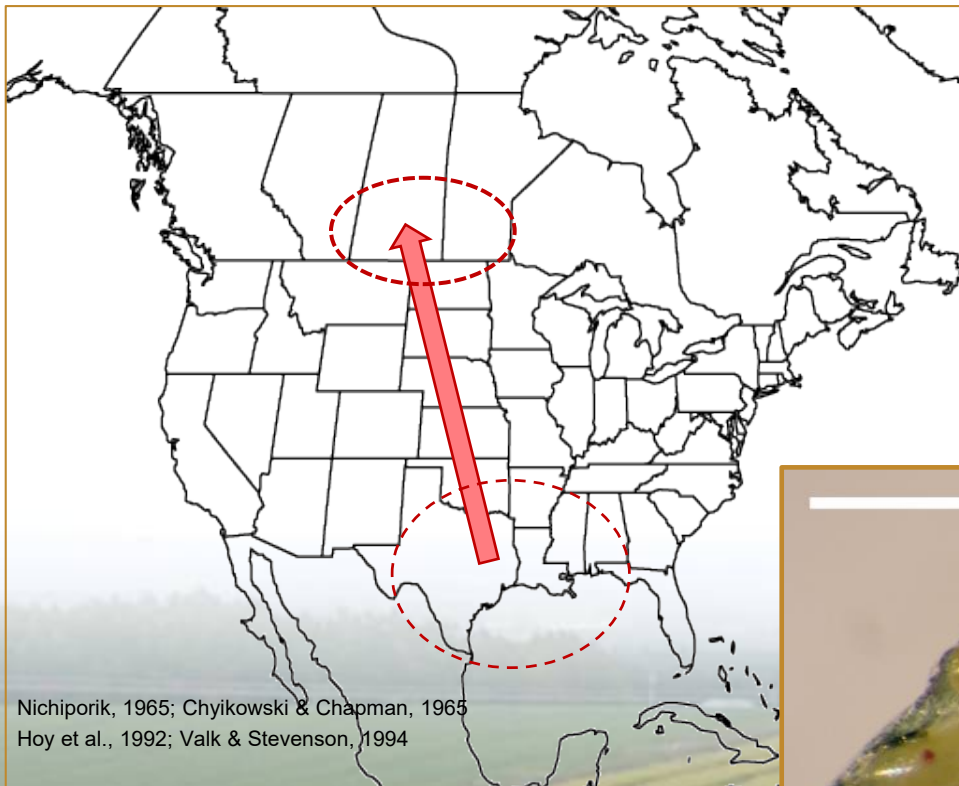 Nichiporik, 1965; Chyikowski & Chapman, 1965
Hoy et al., 1992; Valk & Stevenson, 1994